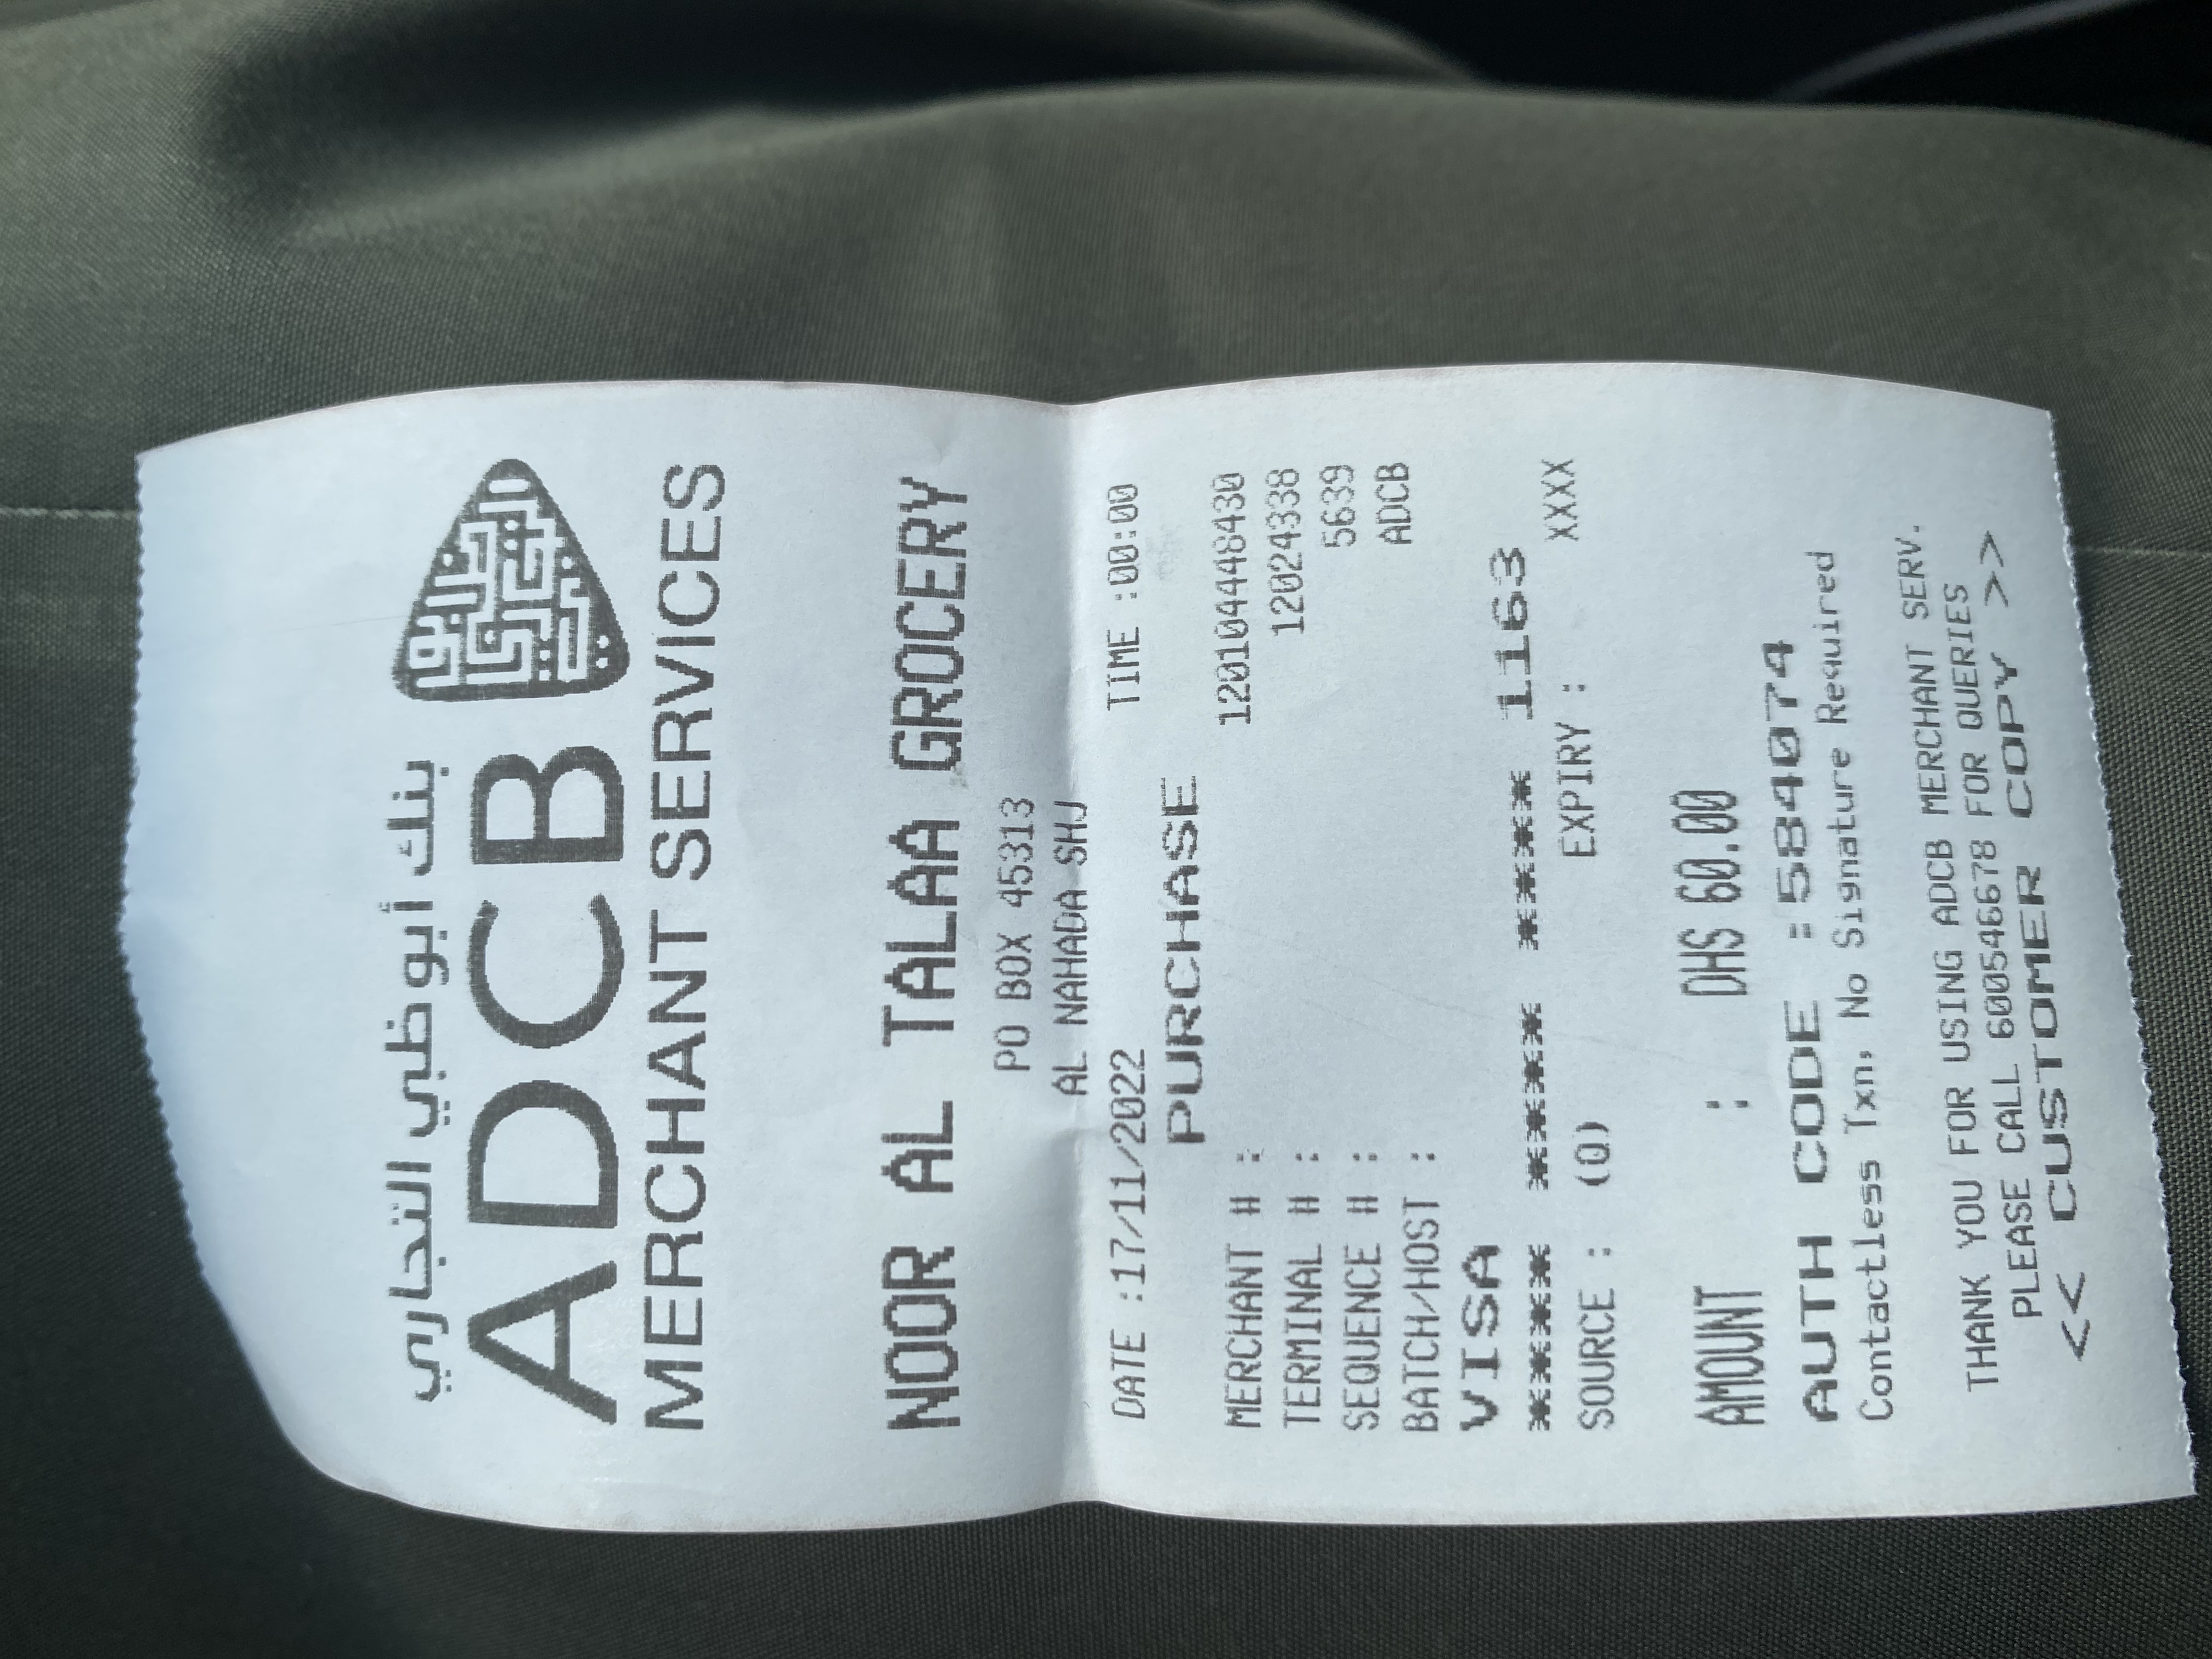 بنك أبوظبي التجاري
ADCB
MERCHANT SERVICES
NOOR AL TALAA GROCERY
PO BOX 45313
AL NAHADA SHJ
DATE :17/11/2022 TIME :00:00
PURCHASE
MERCHANT # : 120104448430
TERMINAL # : 12024338
SEQUENCE # : 5639
BATCH/HOST : ADCB
VISA
**** **** **** 1163
SOURCE : (Q) EXPIRY : XXXX
AMOUNT : DHS 60.00
AUTH CODE :584074
Contactless Txn, No Signature Required
THANK YOU FOR USING ADCB MERCHANT SERV.
PLEASE CALL 600546678 FOR QUERIES
<< CUSTOMER COPY >>